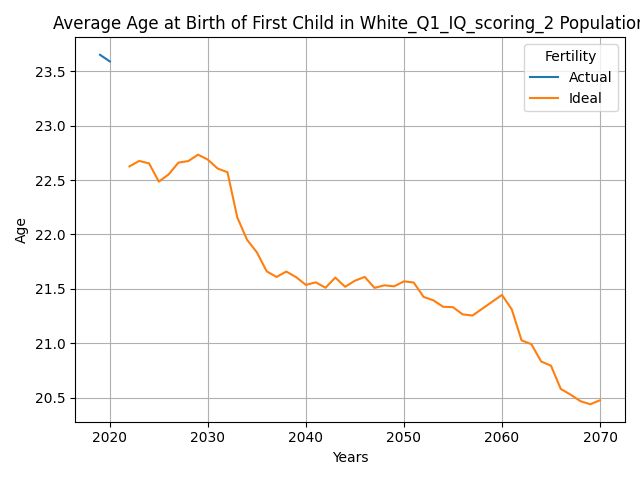 Average Age at Birth of First Child in White_Q1_IQ_scoring_2 Population
Fertility
Actual
Ideal
23.5
23.0
22.5
22.0
21.5
21.0
20.5
Age
2020 2030 2040 2050 2060 2070
Years